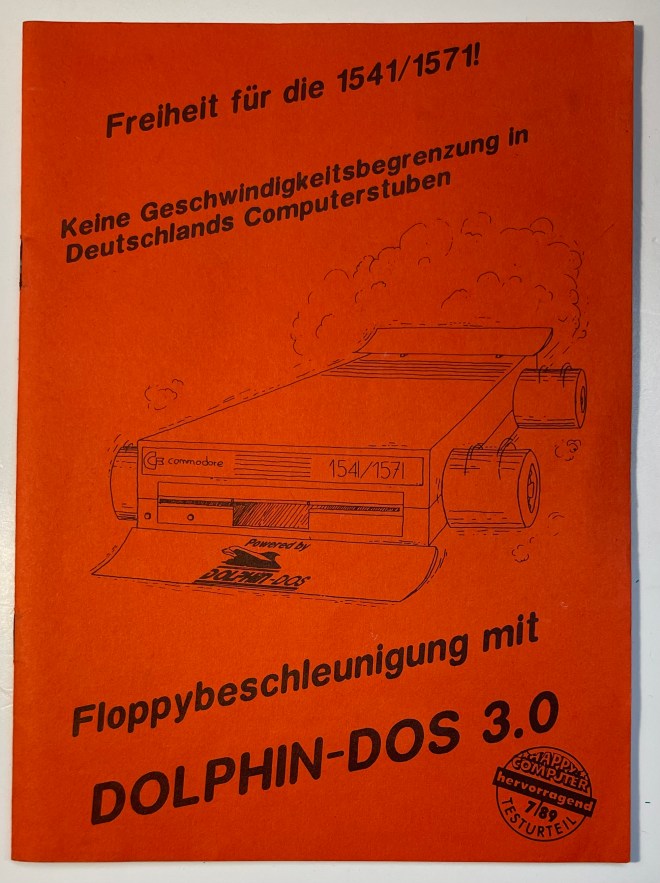 Freiheit für die 1541/1571!
Keine Geschwindigkeitsbegrenzung in
Deutschlands Computerstuben
commodore
1541/1571
Powered by
DOLPHIN-DOS
Floppybeschleunigung mit
DOLPHIN-DOS 3.0
HAPPY
COMPUTER
hervorragend
7/89
TESTURTEIL